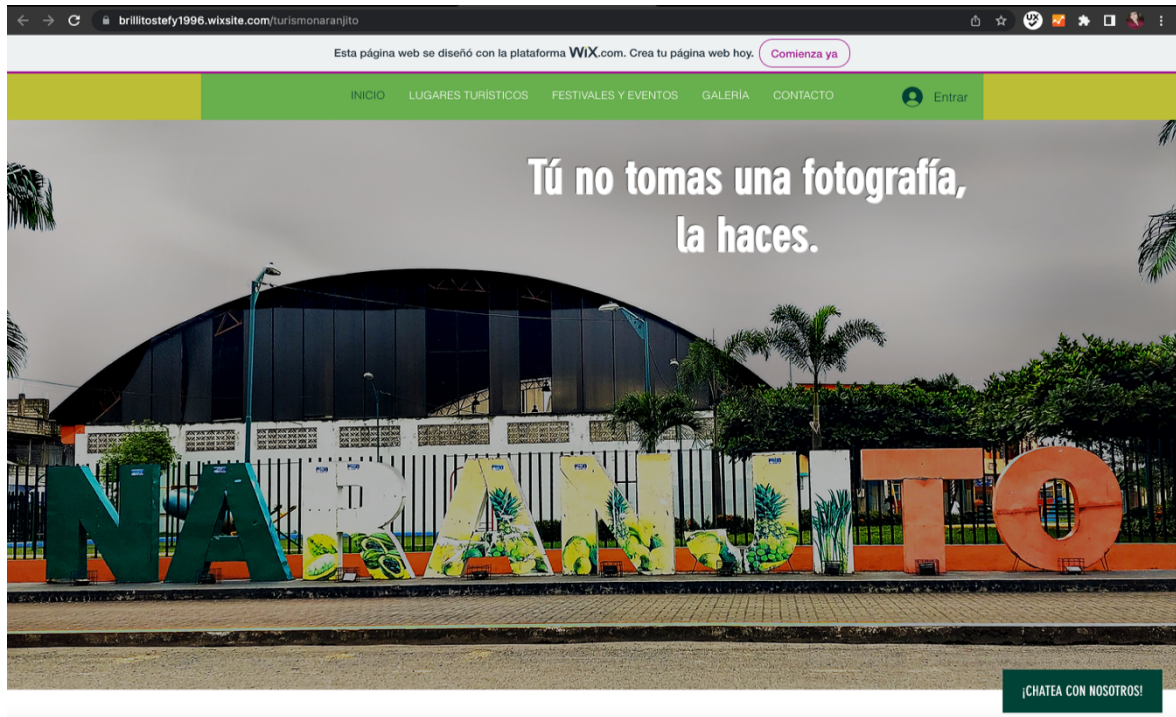 brillitostefy1996.wixsite.com/turismonaranjito
Esta página web se diseñó con la plataforma WiX.com. Crea tu página web hoy. Comienza ya
INICIO LUGARES TURÍSTICOS FESTIVALES Y EVENTOS GALERÍA CONTACTO Entrar
Tú no tomas una fotografía,
la haces.
NARANJITO
¡CHATEA CON NOSOTROS!